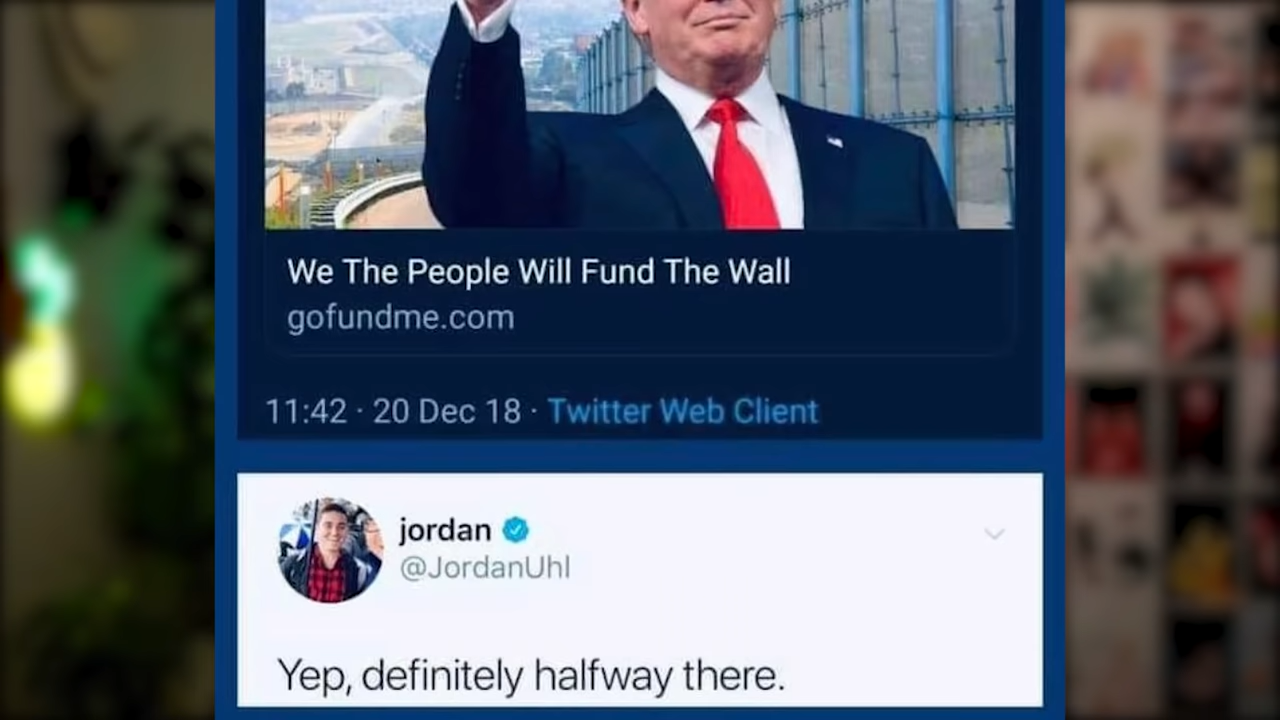 We The People Will Fund The Wall
gofundme.com
11:42 · 20 Dec 18 · Twitter Web Client
jordan
@JordanUhl
Yep, definitely halfway there.